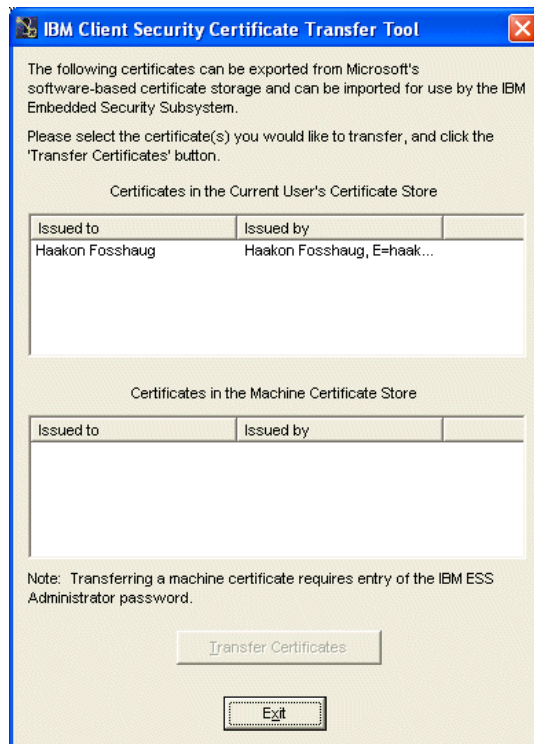 IBM Client Security Certificate Transfer Tool
The following certificates can be exported from Microsoft's
software-based certificate storage and can be imported for use by the IBM
Embedded Security Subsystem.
Please select the certificate(s) you would like to transfer, and click the
'Transfer Certificates' button.
Certificates in the Current User's Certificate Store
Issued to Issued by
Haakon Fosshaug Haakon Fosshaug, E=haak...
Certificates in the Machine Certificate Store
Issued to Issued by
Note: Transferring a machine certificate requires entry of the IBM ESS
Administrator password.
Transfer Certificates
Exit